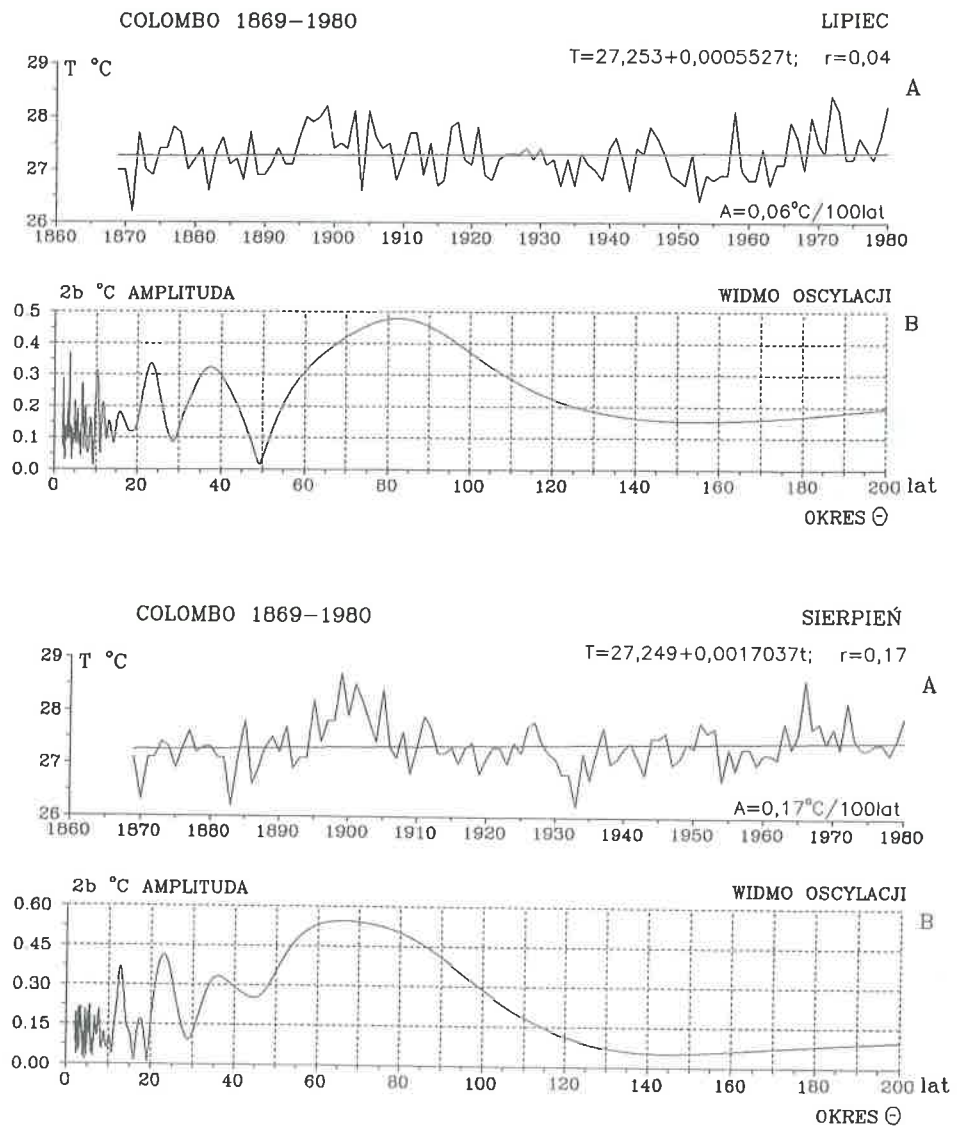 COLOMBO 1869–1980 LIPIEC
T=27,253+0,0005527t; r=0,04
T °C
A
29
28
27
26
A=0,06°C/100lat
1860 1870 1880 1890 1900 1910 1920 1930 1940 1950 1960 1970 1980
2b °C AMPLITUDA WIDMO OSCYLACJI
B
0.5
0.4
0.3
0.2
0.1
0.0
0 20 40 60 80 100 120 140 160 180 200 lat
OKRES Θ
COLOMBO 1869–1980 SIERPIEŃ
T=27,249+0,0017037t; r=0,17
T °C
A
29
28
27
26
A=0,17°C/100lat
1860 1870 1880 1890 1900 1910 1920 1930 1940 1950 1960 1970 1980
2b °C AMPLITUDA WIDMO OSCYLACJI
B
0.60
0.45
0.30
0.15
0.00
0 20 40 60 80 100 120 140 160 180 200 lat
OKRES Θ